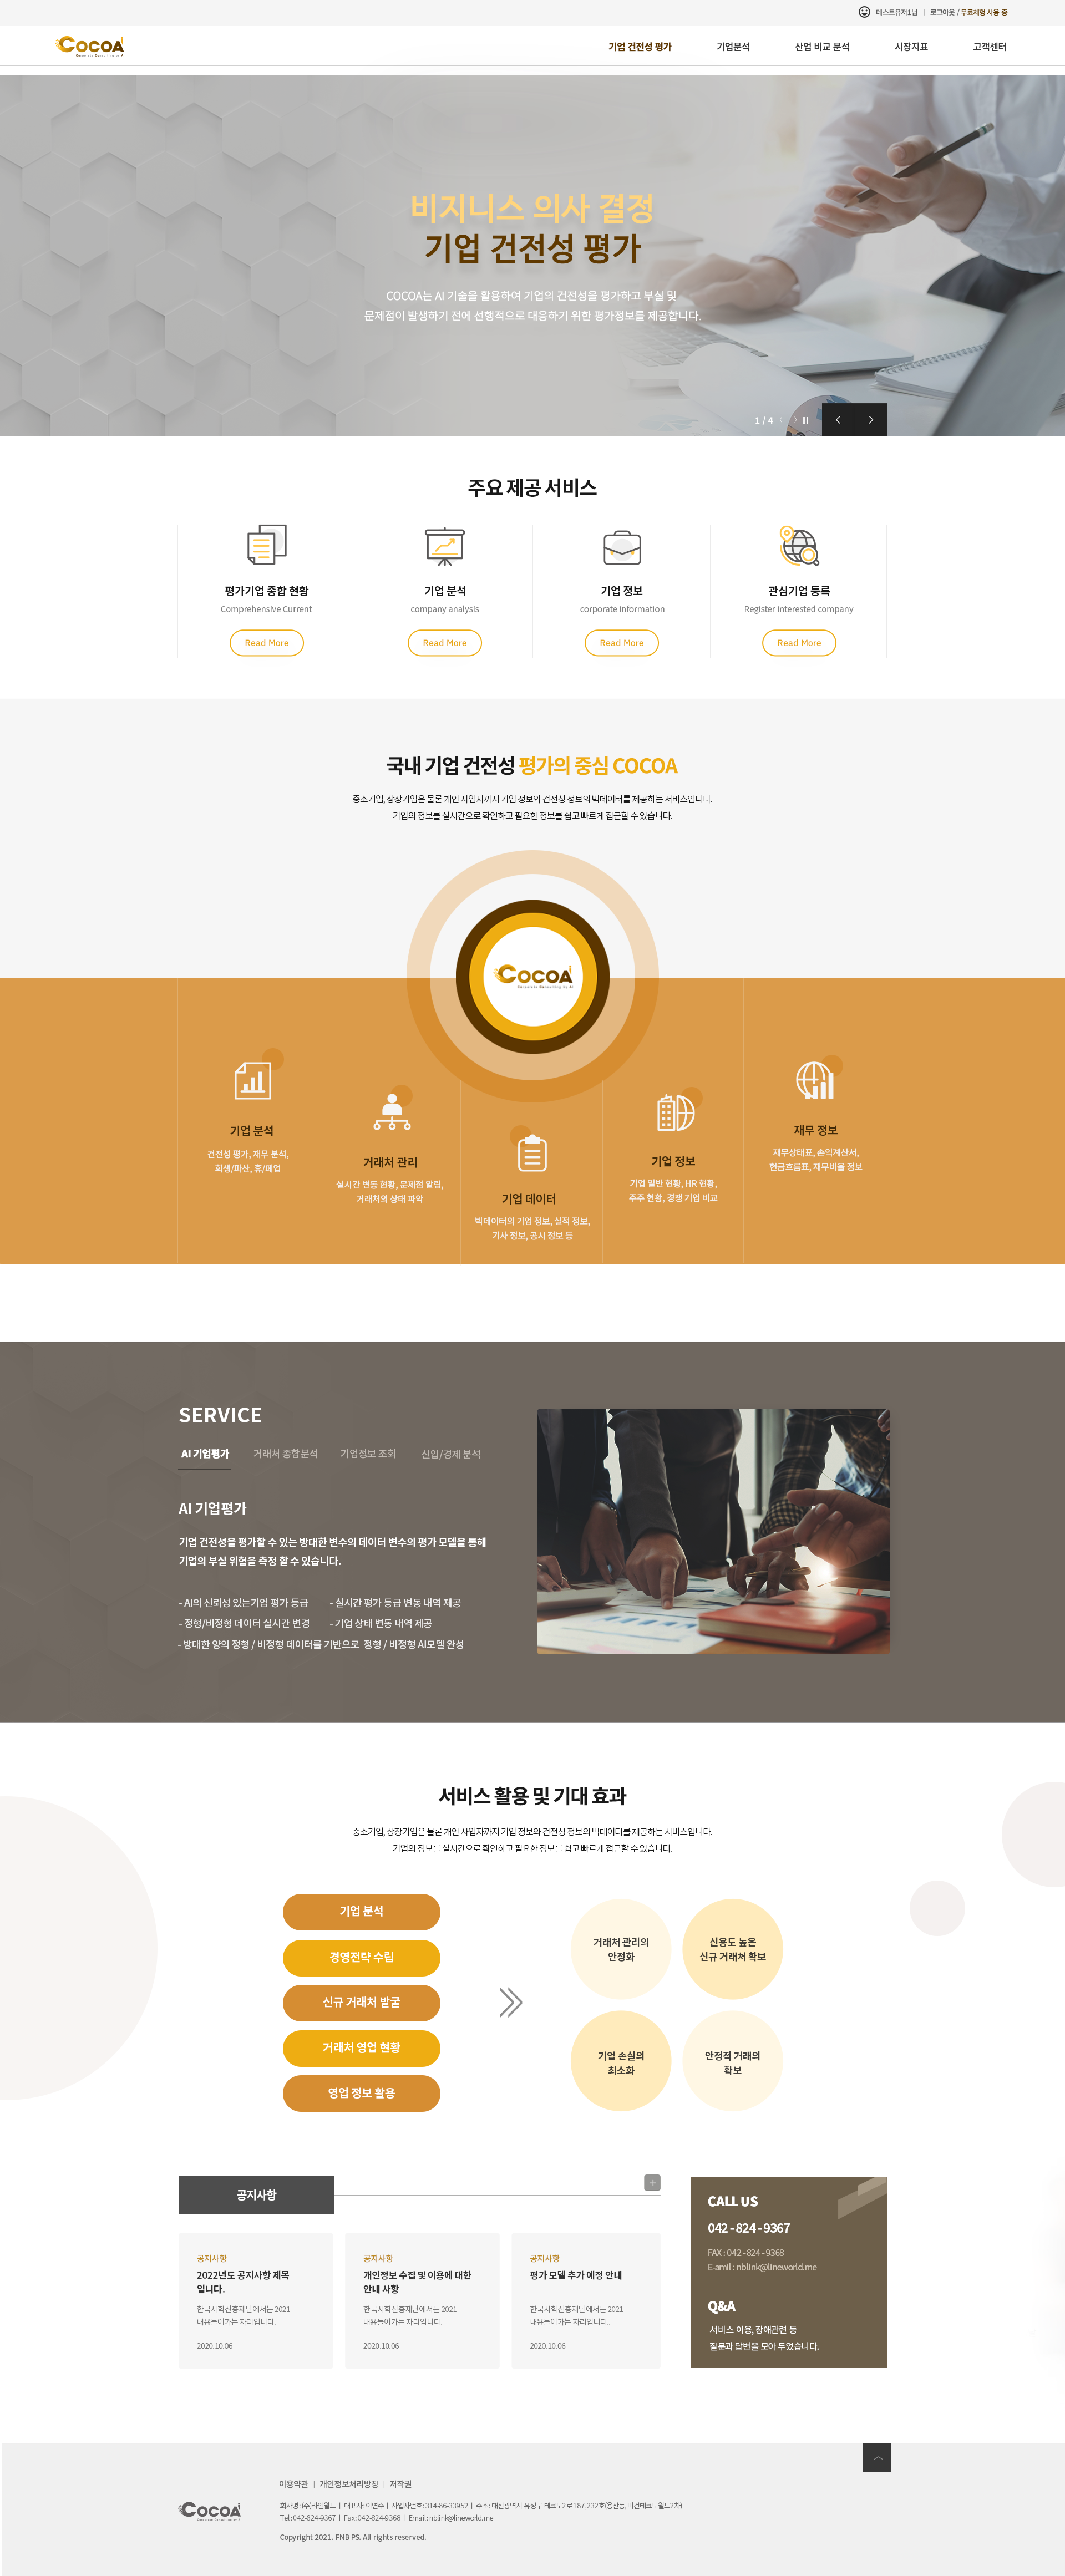 테스트유저1님 | 로그아웃 / 무료체험 사용 중
COCOA
Corporate Consulting by AI
기업 건전성 평가
기업분석
산업 비교 분석
시장지표
고객센터
비지니스 의사 결정
기업 건전성 평가
COCOA는 AI 기술을 활용하여 기업의 건전성을 평가하고 부실 및
문제점이 발생하기 전에 선행적으로 대응하기 위한 평가정보를 제공합니다.
1 / 4
주요 제공 서비스
평가기업 종합 현황
Comprehensive Current
Read More
기업 분석
company analysis
Read More
기업 정보
corporate information
Read More
관심기업 등록
Register interested company
Read More
국내 기업 건전성 평가의 중심 COCOA
중소기업, 상장기업은 물론 개인 사업자까지 기업 정보와 건전성 정보의 빅데이터를 제공하는 서비스입니다.
기업의 정보를 실시간으로 확인하고 필요한 정보를 쉽고 빠르게 접근할 수 있습니다.
COCOA
Corporate Consulting by AI
기업 분석
건전성 평가, 재무 분석,
회생/파산, 휴/폐업
거래처 관리
실시간 변동 현황, 문제점 알림,
거래처의 상태 파악
기업 데이터
빅데이터의 기업 정보, 실적 정보,
기사 정보, 공시 정보 등
기업 정보
기업 일반 현황, HR 현황,
주주 현황, 경쟁 기업 비교
재무 정보
재무상태표, 손익계산서,
현금흐름표, 재무비율 정보
SERVICE
AI 기업평가
거래처 종합분석
기업정보 조회
신입/경제 분석
AI 기업평가
기업 건전성을 평가할 수 있는 방대한 변수의 데이터 변수의 평가 모델을 통해
기업의 부실 위험을 측정 할 수 있습니다.
- AI의 신뢰성 있는기업 평가 등급
- 실시간 평가 등급 변동 내역 제공
- 정형/비정형 데이터 실시간 변경
- 기업 상태 변동 내역 제공
- 방대한 양의 정형 / 비정형 데이터를 기반으로 정형 / 비정형 AI모델 완성
서비스 활용 및 기대 효과
중소기업, 상장기업은 물론 개인 사업자까지 기업 정보와 건전성 정보의 빅데이터를 제공하는 서비스입니다.
기업의 정보를 실시간으로 확인하고 필요한 정보를 쉽고 빠르게 접근할 수 있습니다.
기업 분석
경영전략 수립
신규 거래처 발굴
거래처 영업 현황
영업 정보 활용
거래처 관리의
안정화
신용도 높은
신규 거래처 확보
기업 손실의
최소화
안정적 거래의
확보
공지사항
+
공지사항
2022년도 공지사항 제목
입니다.
한국사학진흥재단에서는 2021
내용들어가는 자리입니다.
2020.10.06
공지사항
개인정보 수집 및 이용에 대한
안내 사항
한국사학진흥재단에서는 2021
내용들어가는 자리입니다.
2020.10.06
공지사항
평가 모델 추가 예정 안내
한국사학진흥재단에서는 2021
내용들어가는 자리입니다..
2020.10.06
CALL US
042 - 824 - 9367
FAX : 042 - 824 - 9368
E-amil : nblink@lineworld.me
Q&A
서비스 이용, 장애관련 등
질문과 답변을 모아 두었습니다.
이용약관 | 개인정보처리방침 | 저작권
COCOA
Corporate Consulting by AI
회사명 : (주)라인월드 | 대표자 : 이연수 | 사업자번호 : 314-86-33952 | 주소 : 대전광역시 유성구 테크노2로 187, 232호(용산동, 미건테크노월드2차)
Tel : 042-824-9367 | Fax : 042-824-9368 | Email : nblink@lineworld.me
Copyright 2021. FNB PS. All rights reserved.